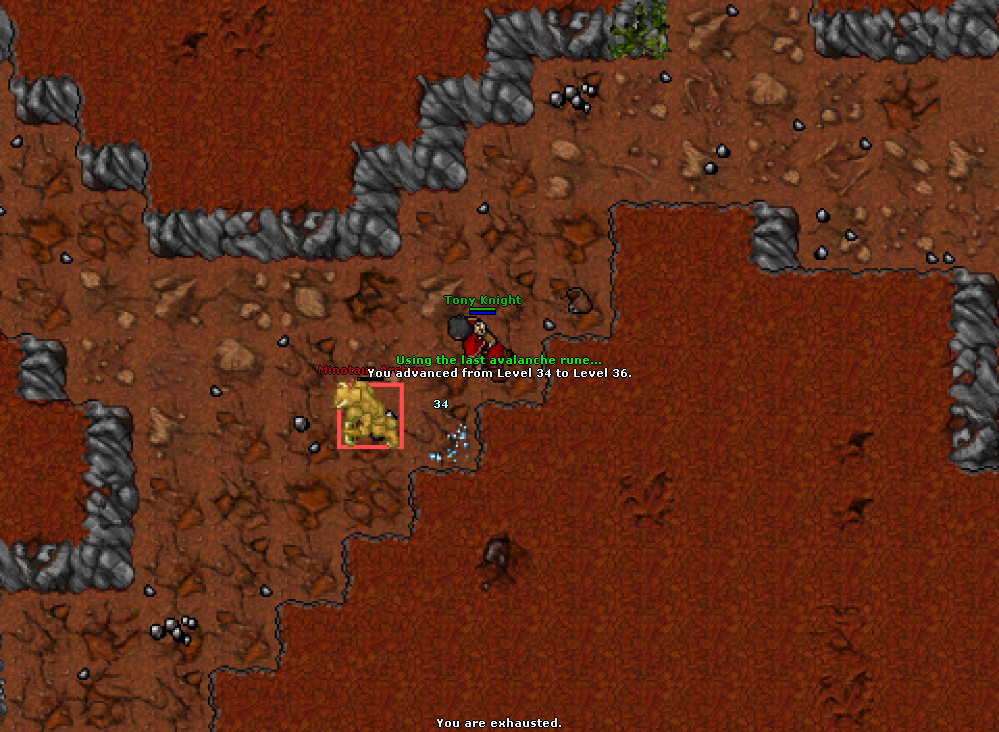 Tony Knight
Using the last avalanche rune...
You advanced from Level 34 to Level 36.
34
You are exhausted.